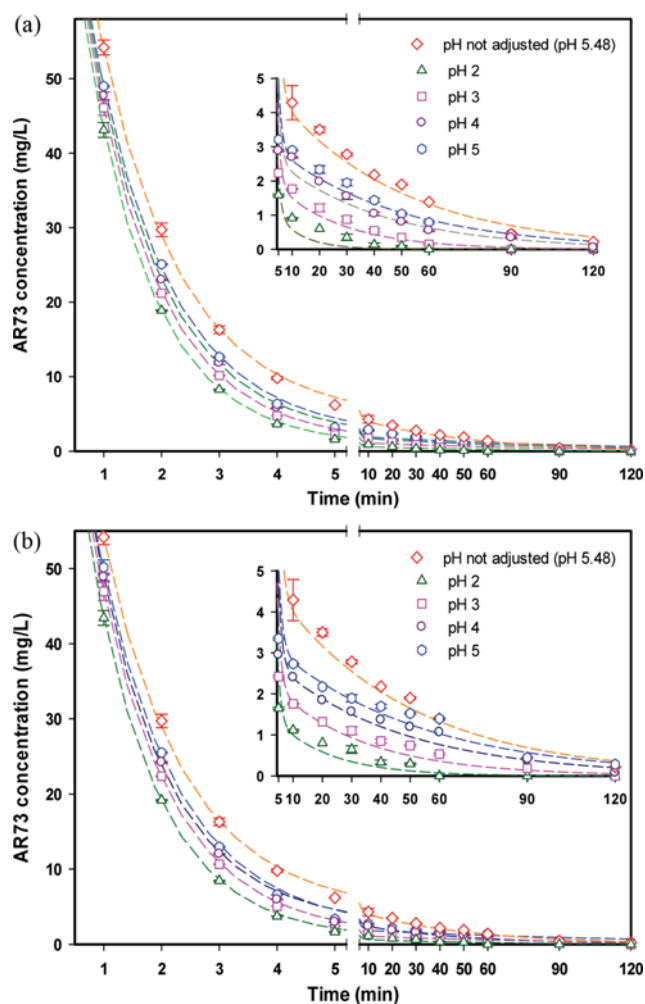 (a)
AR73 concentration (mg/L)
50
40
30
20
10
0
pH not adjusted (pH 5.48)
pH 2
pH 3
pH 4
pH 5
5
4
3
2
1
0
5 10 20 30 40 50 60 90 120
1 2 3 4 5 10 20 30 40 50 60 90 120
Time (min)
(b)
AR73 concentration (mg/L)
50
40
30
20
10
0
pH not adjusted (pH 5.48)
pH 2
pH 3
pH 4
pH 5
5
4
3
2
1
0
5 10 20 30 40 50 60 90 120
1 2 3 4 5 10 20 30 40 50 60 90 120
Time (min)